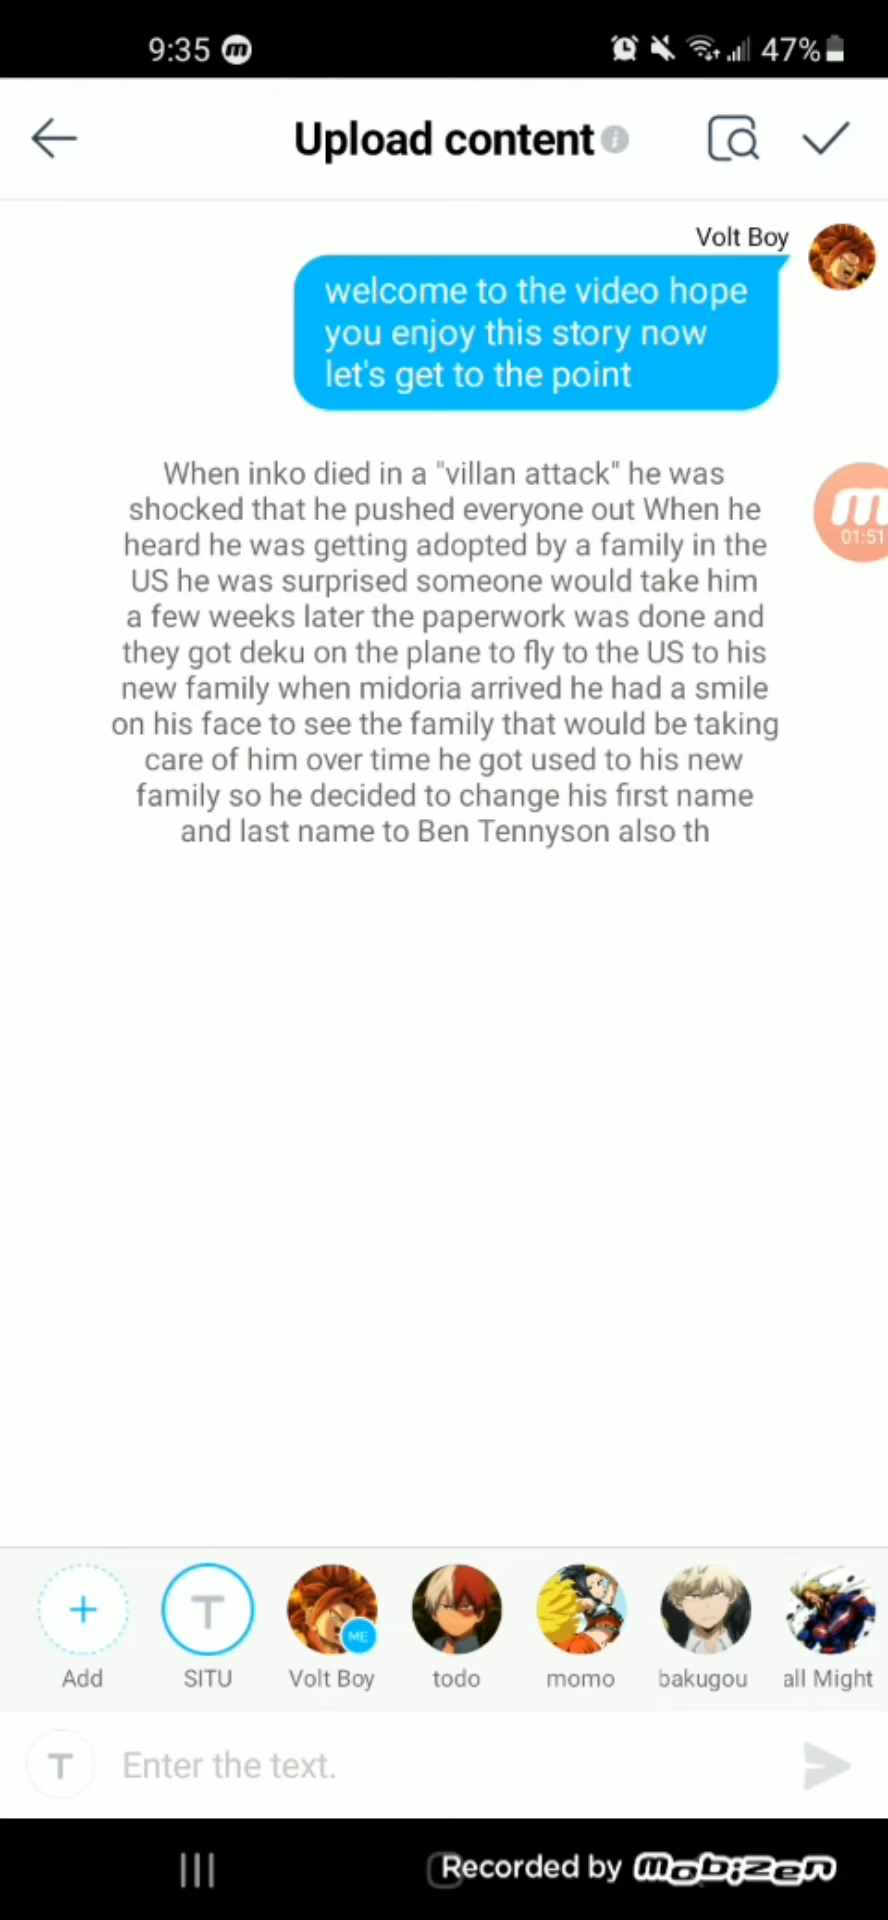 9:35 m 47%
Upload content
Volt Boy
welcome to the video hope
you enjoy this story now
let's get to the point
When inko died in a "villan attack" he was
shocked that he pushed everyone out When he
heard he was getting adopted by a family in the
US he was surprised someone would take him
a few weeks later the paperwork was done and
they got deku on the plane to fly to the US to his
new family when midoria arrived he had a smile
on his face to see the family that would be taking
care of him over time he got used to his new
family so he decided to change his first name
and last name to Ben Tennyson also th
m
01:51
T
ME
Add SITU Volt Boy todo momo bakugou all Might
T Enter the text.
Recorded by mobizen